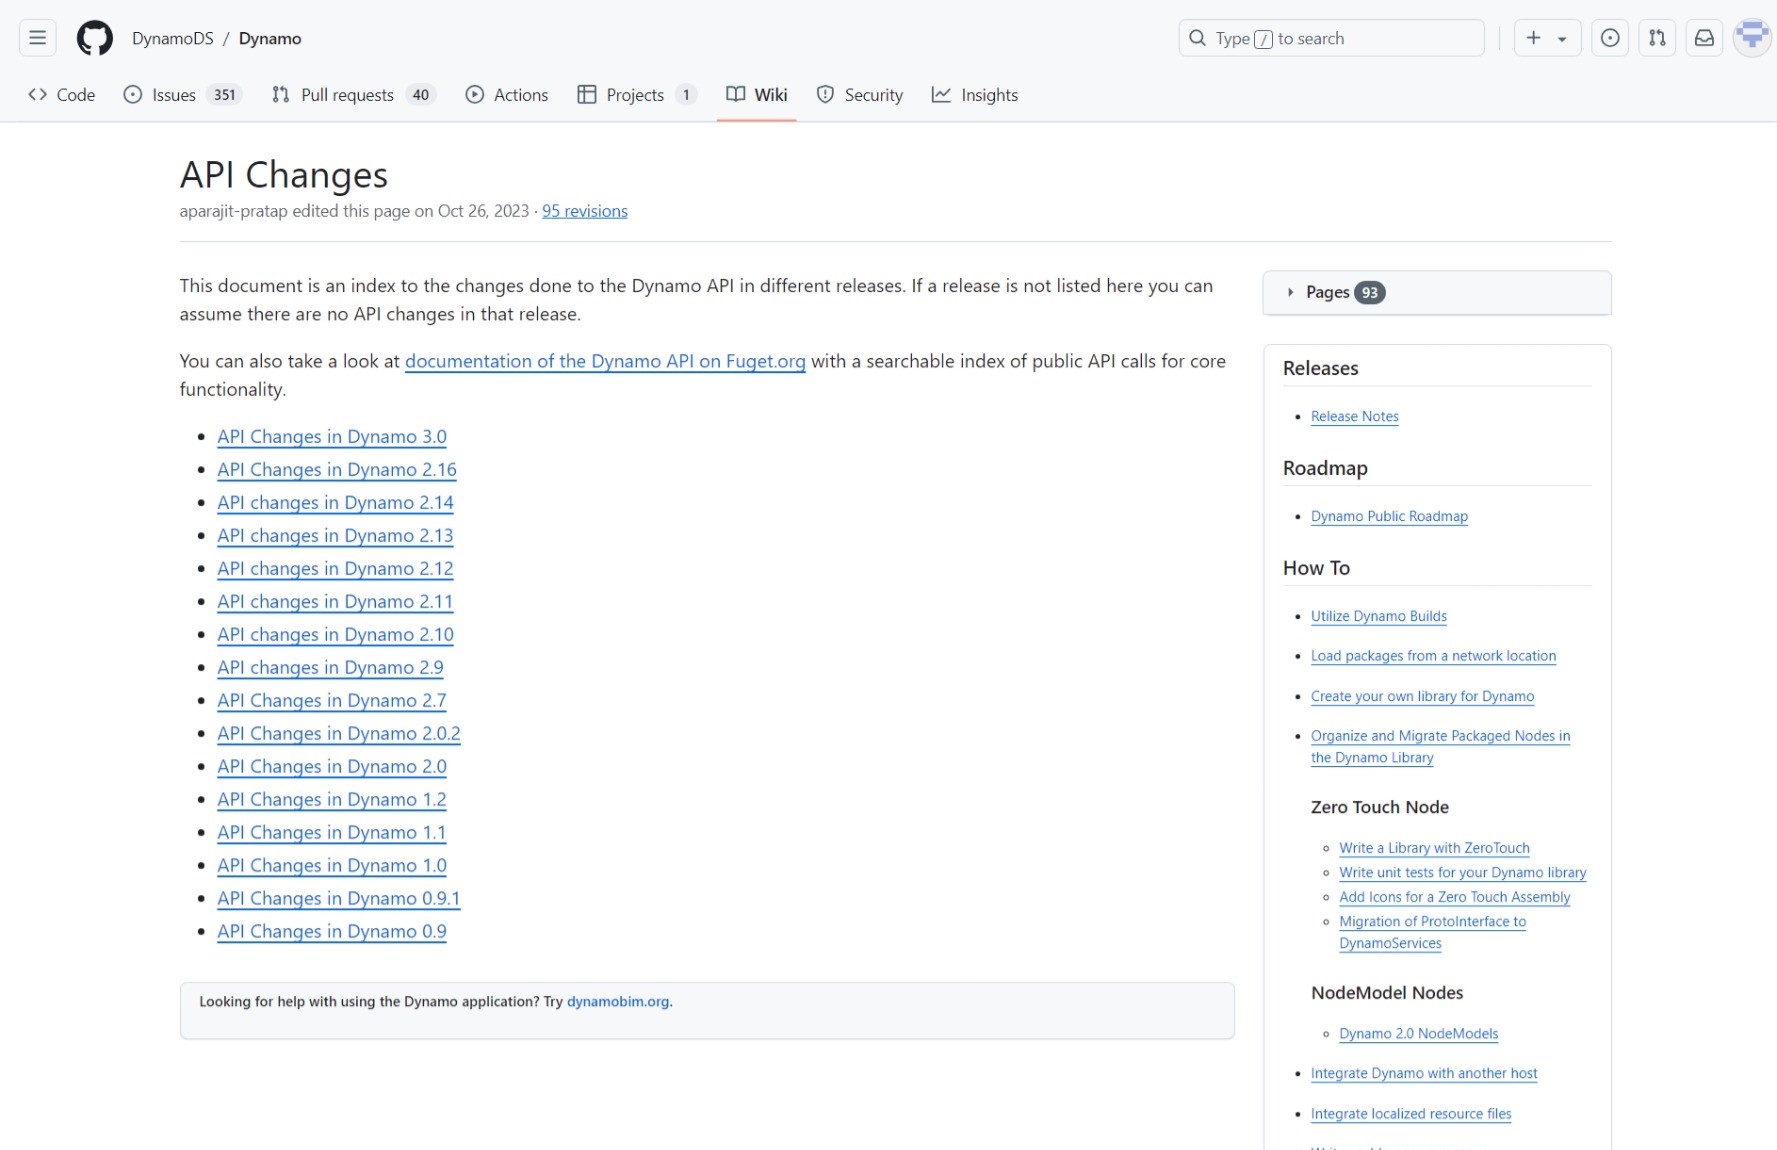 DynamoDS / Dynamo
Type / to search
Code
Issues 351
Pull requests 40
Actions
Projects 1
Wiki
Security
Insights
API Changes
aparajit-pratap edited this page on Oct 26, 2023 · 95 revisions
This document is an index to the changes done to the Dynamo API in different releases. If a release is not listed here you can
assume there are no API changes in that release.
You can also take a look at documentation of the Dynamo API on Fuget.org with a searchable index of public API calls for core
functionality.
API Changes in Dynamo 3.0
API Changes in Dynamo 2.16
API changes in Dynamo 2.14
API changes in Dynamo 2.13
API changes in Dynamo 2.12
API changes in Dynamo 2.11
API changes in Dynamo 2.10
API changes in Dynamo 2.9
API Changes in Dynamo 2.7
API Changes in Dynamo 2.0.2
API Changes in Dynamo 2.0
API Changes in Dynamo 1.2
API Changes in Dynamo 1.1
API Changes in Dynamo 1.0
API Changes in Dynamo 0.9.1
API Changes in Dynamo 0.9
Looking for help with using the Dynamo application? Try dynamobim.org.
Pages 93
Releases
Release Notes
Roadmap
Dynamo Public Roadmap
How To
Utilize Dynamo Builds
Load packages from a network location
Create your own library for Dynamo
Organize and Migrate Packaged Nodes in
the Dynamo Library
Zero Touch Node
Write a Library with ZeroTouch
Write unit tests for your Dynamo library
Add Icons for a Zero Touch Assembly
Migration of ProtoInterface to
DynamoServices
NodeModel Nodes
Dynamo 2.0 NodeModels
Integrate Dynamo with another host
Integrate localized resource files